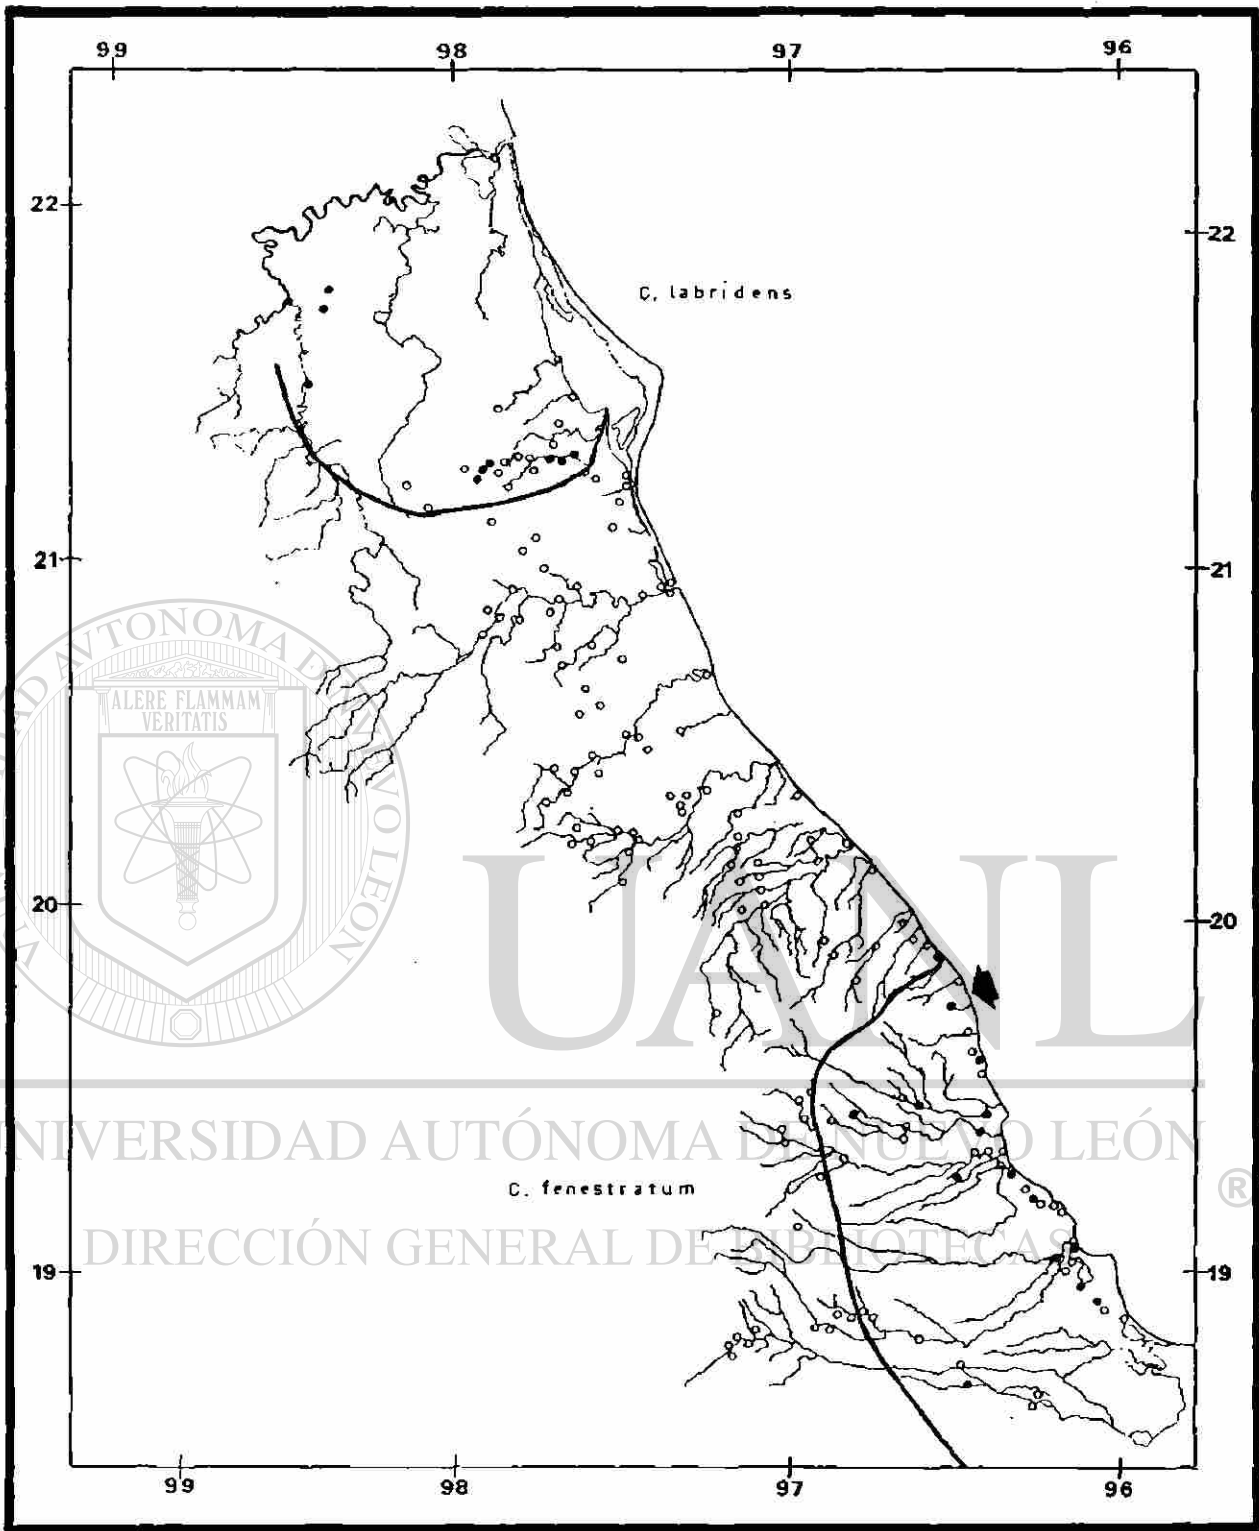 99 98 97 96
22
22
C. labridens
21
21
ALERE FLAMMAM
VERITATIS
UANL
20
20
UNIVERSIDAD AUTÓNOMA DE NUEVO LEÓN
®
C. fenestratum
DIRECCIÓN GENERAL DE BIBLIOTECAS
19
19
99 98 97 96